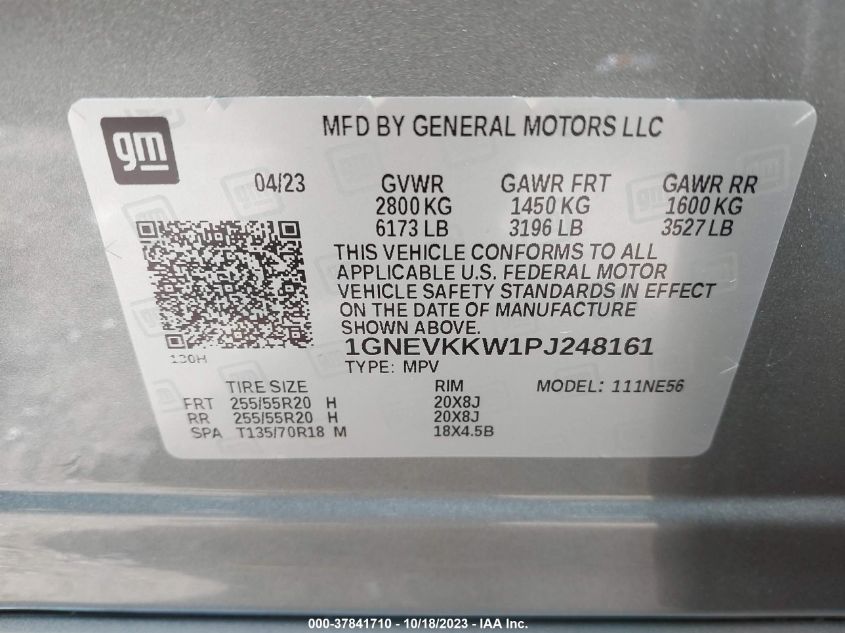 gm
MFD BY GENERAL MOTORS LLC
04/23 GVWR GAWR FRT GAWR RR
2800 KG 1450 KG 1600 KG
6173 LB 3196 LB 3527 LB
THIS VEHICLE CONFORMS TO ALL
APPLICABLE U.S. FEDERAL MOTOR
VEHICLE SAFETY STANDARDS IN EFFECT
ON THE DATE OF MANUFACTURE
SHOWN ABOVE.
1GNEVKKW1PJ248161
130H
TYPE: MPV
TIRE SIZE RIM MODEL: 111NE56
FRT 255/55R20 H 20X8J
RR 255/55R20 H 20X8J
SPA T135/70R18 M 18X4.5B
000-37841710 - 10/18/2023 - IAA Inc.